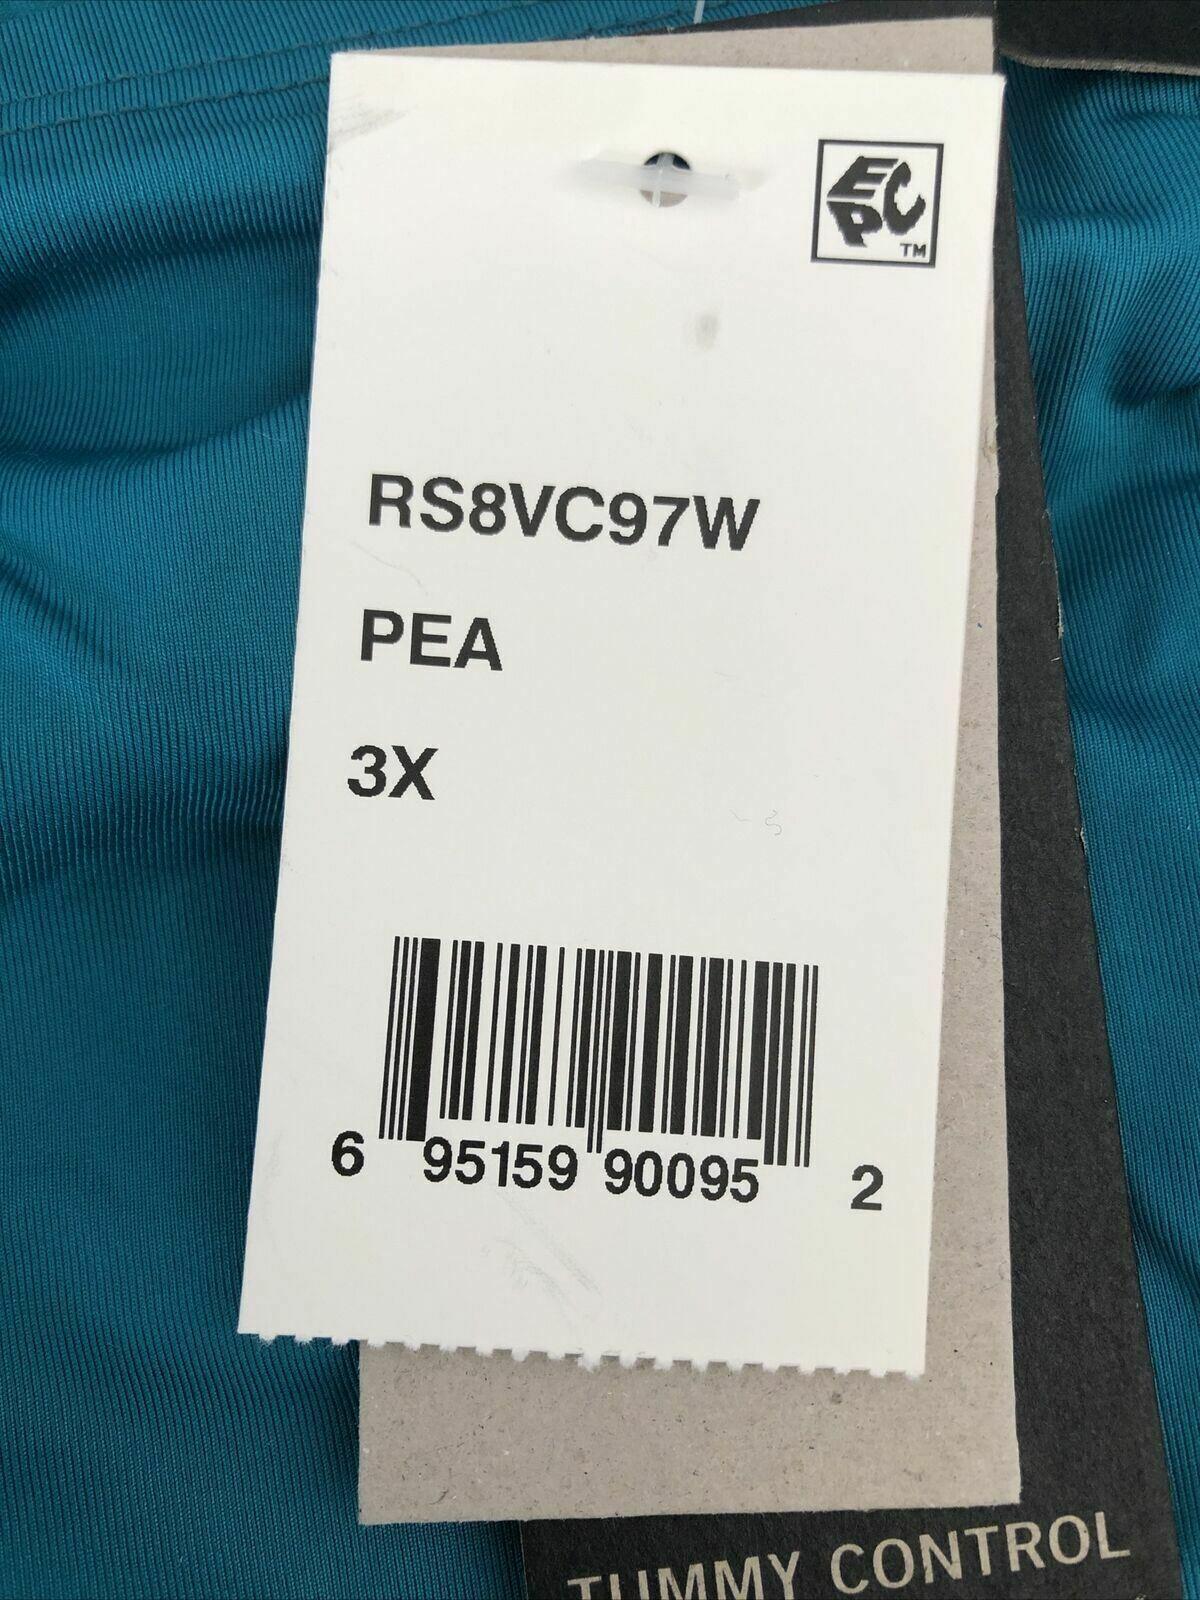 EPC
TM
RS8VC97W
PEA
3X
6 95159 90095 2
TUMMY CONTROL